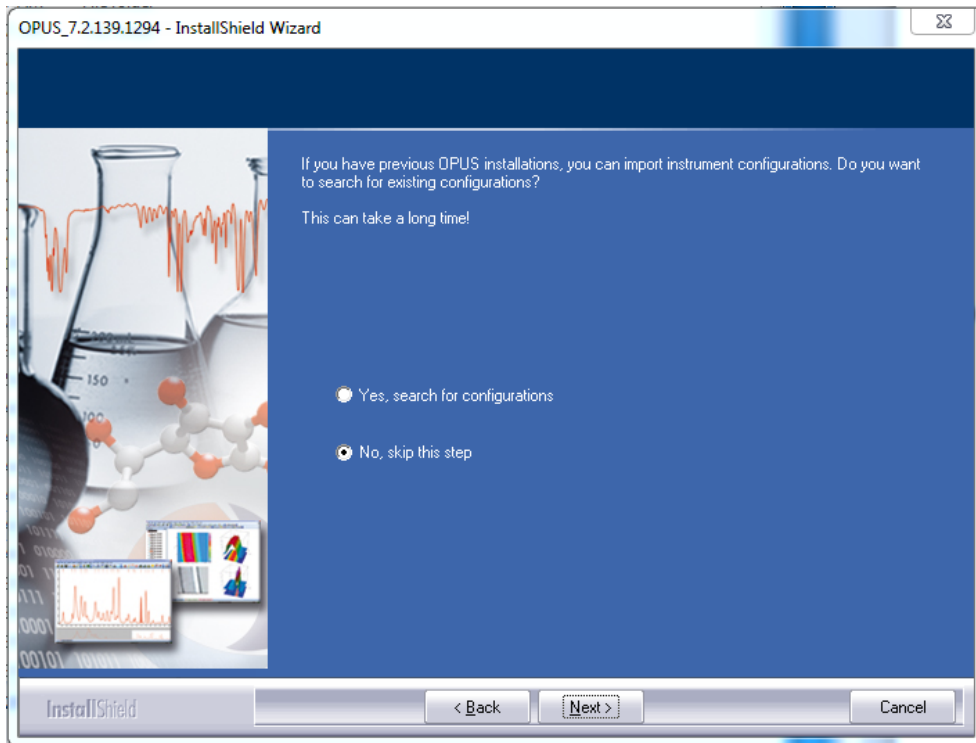 OPUS_7.2.139.1294 - InstallShield Wizard
If you have previous OPUS installations, you can import instrument configurations. Do you want
to search for existing configurations?
This can take a long time!
Yes, search for configurations
No, skip this step
150
100
InstallShield
< Back
Next >
Cancel